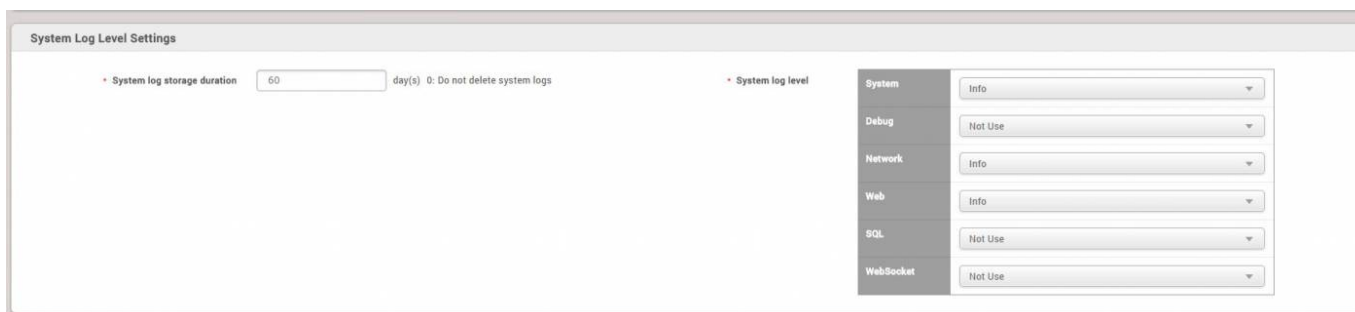 System Log Level Settings
* System log storage duration 60 day(s) 0: Do not delete system logs
* System log level
System Info
Debug Not Use
Network Info
Web Info
SQL Not Use
WebSocket Not Use